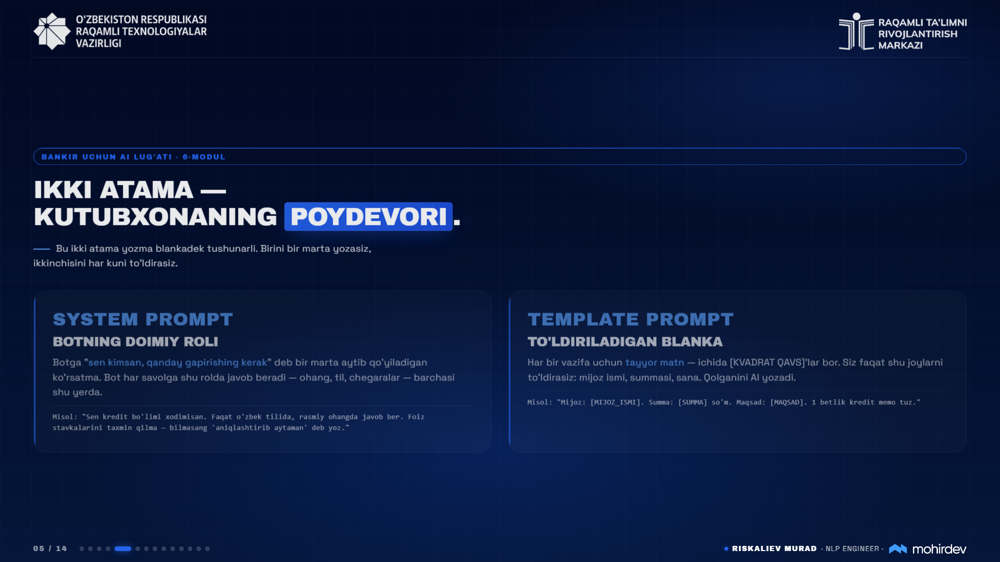 O'ZBEKISTON RESPUBLIKASI
RAQAMLI TEXNOLOGIYALAR
VAZIRLIGI
RAQAMLI TA'LIMNI
RIVOJLANTIRISH
MARKAZI
BANKIR UCHUN AI LUG'ATI · 6-MODUL
IKKI ATAMA —
KUTUBXONANING POYDEVORI.
— Bu ikki atama yozma blankadek tushunarli. Birini bir marta yozasiz,
ikkinchisini har kuni to'ldirasiz.
SYSTEM PROMPT
BOTNING DOIMIY ROLI
Botga "sen kimsan, qanday gapirishing kerak" deb bir marta aytib qo'yiladigan
ko'rsatma. Bot har savolga shu rolda javob beradi — ohang, til, chegaralar — barchasi
shu yerda.
Misol: "Sen kredit bo'limi xodimisan. Faqat o'zbek tilida, rasmiy ohangda javob ber. Foiz
stavkalarini taxmin qilma — bilmasang 'aniqlashtirib aytaman' deb yoz."
TEMPLATE PROMPT
TO'LDIRILADIGAN BLANKA
Har bir vazifa uchun tayyor matn — ichida [KVADRAT QAVS]'lar bor. Siz faqat shu joylarni
to'ldirasiz: mijoz ismi, summasi, sana. Qolganini AI yozadi.
Misol: "Mijoz: [MIJOZ_ISMI]. Summa: [SUMMA] so'm. Maqsad: [MAQSAD]. 1 betlik kredit memo tuz."
05 / 14
RISKALIEV MURAD · NLP ENGINEER · mohirdev